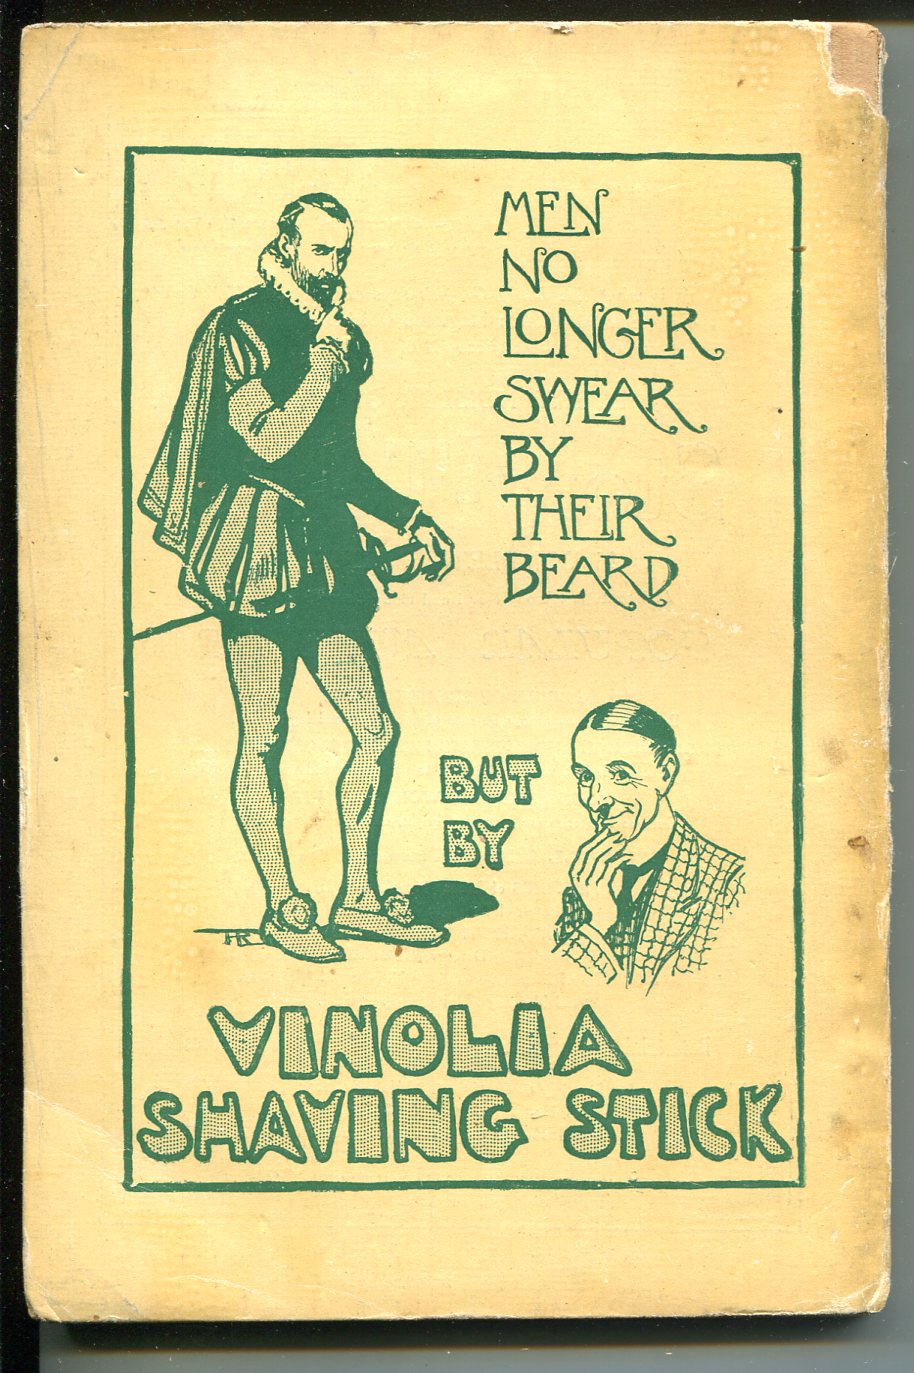 MEN
NO
LONGER
SWEAR
BY
THEIR
BEARD
BUT
BY
VINOLIA
SHAVING STICK